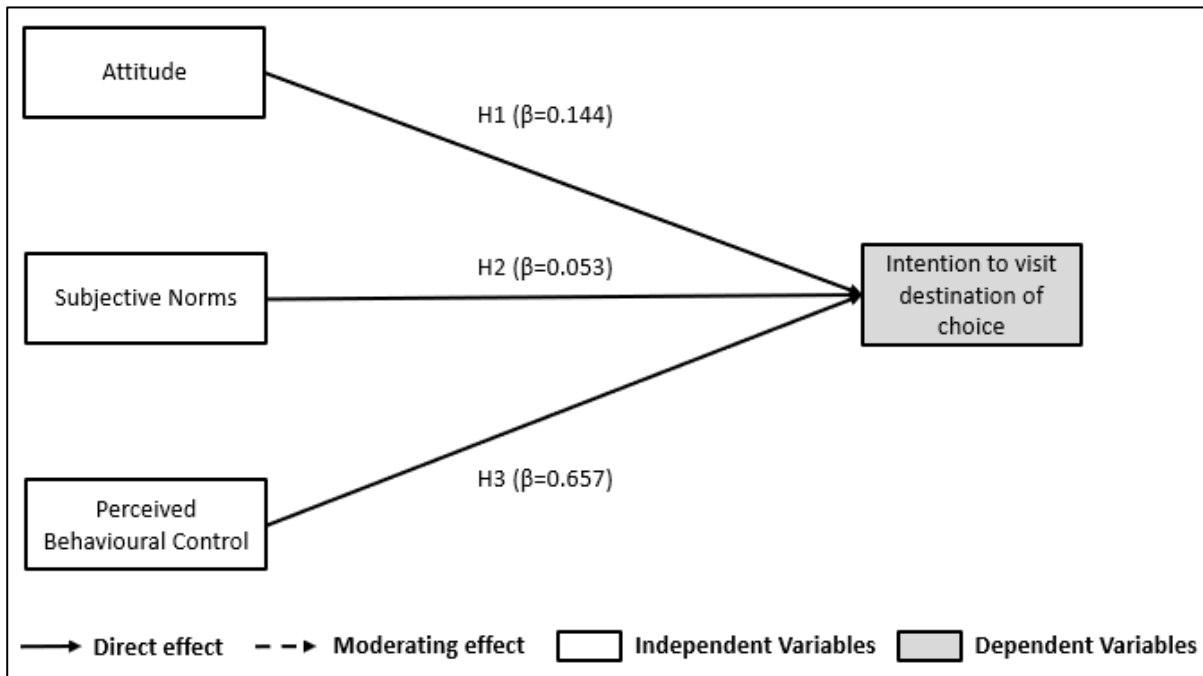 Attitude
H1 (β=0.144)
Subjective Norms
H2 (β=0.053)
Intention to visit
destination of
choice
H3 (β=0.657)
Perceived
Behavioural Control
Direct effect
Moderating effect
Independent Variables
Dependent Variables